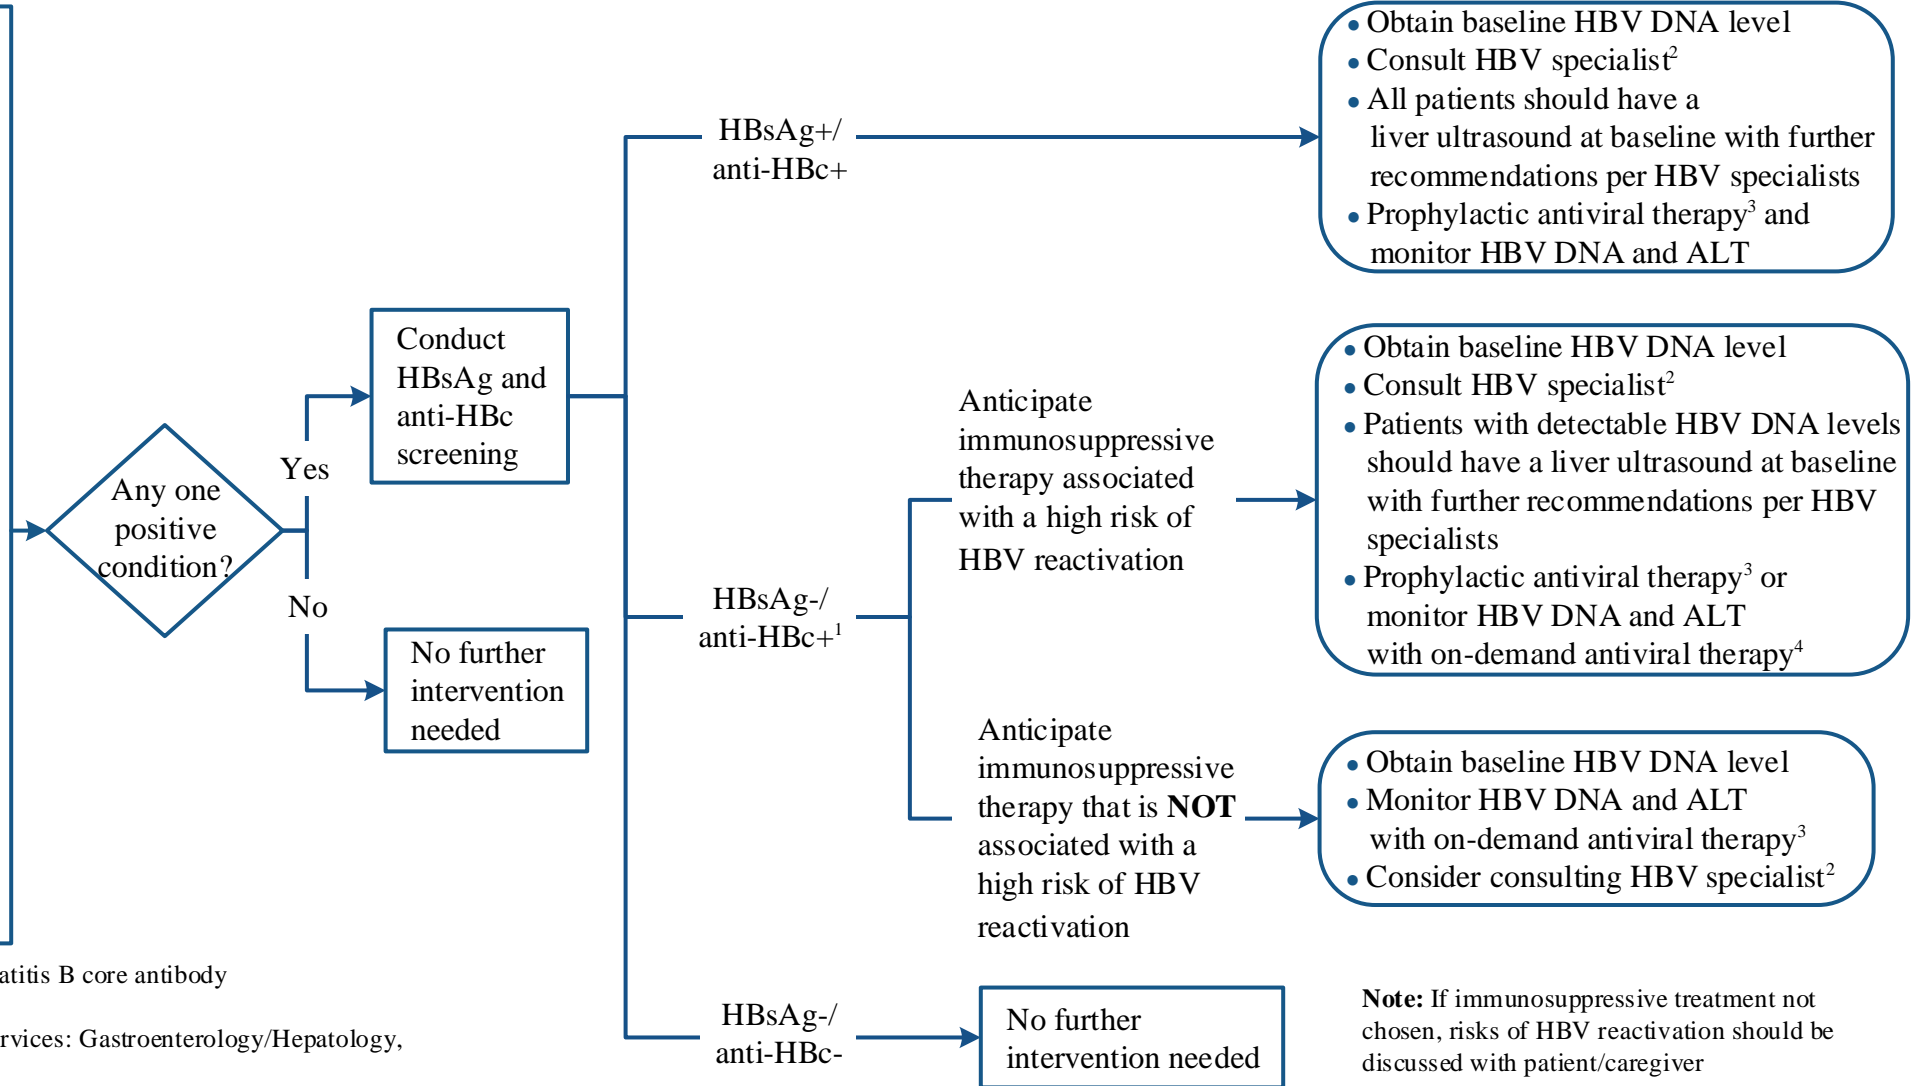 Any one
positive
condition?
Yes
No
Conduct
HBsAg and
anti-HBc
screening
No further
intervention
needed
HBsAg+/
anti-HBc+
• Obtain baseline HBV DNA level
• Consult HBV specialist²
• All patients should have a
liver ultrasound at baseline with further
recommendations per HBV specialists
• Prophylactic antiviral therapy³ and
monitor HBV DNA and ALT
HBsAg-/
anti-HBc+¹
Anticipate
immunosuppressive
therapy associated
with a high risk of
HBV reactivation
• Obtain baseline HBV DNA level
• Consult HBV specialist²
• Patients with detectable HBV DNA levels
should have a liver ultrasound at baseline
with further recommendations per HBV
specialists
• Prophylactic antiviral therapy³ or
monitor HBV DNA and ALT
with on-demand antiviral therapy⁴
Anticipate
immunosuppressive
therapy that is NOT
associated with a
high risk of HBV
reactivation
• Obtain baseline HBV DNA level
• Monitor HBV DNA and ALT
with on-demand antiviral therapy³
• Consider consulting HBV specialist²
HBsAg-/
anti-HBc-
No further
intervention needed
Note: If immunosuppressive treatment not
chosen, risks of HBV reactivation should be
discussed with patient/caregiver
atitis B core antibody
rvices: Gastroenterology/Hepatology,